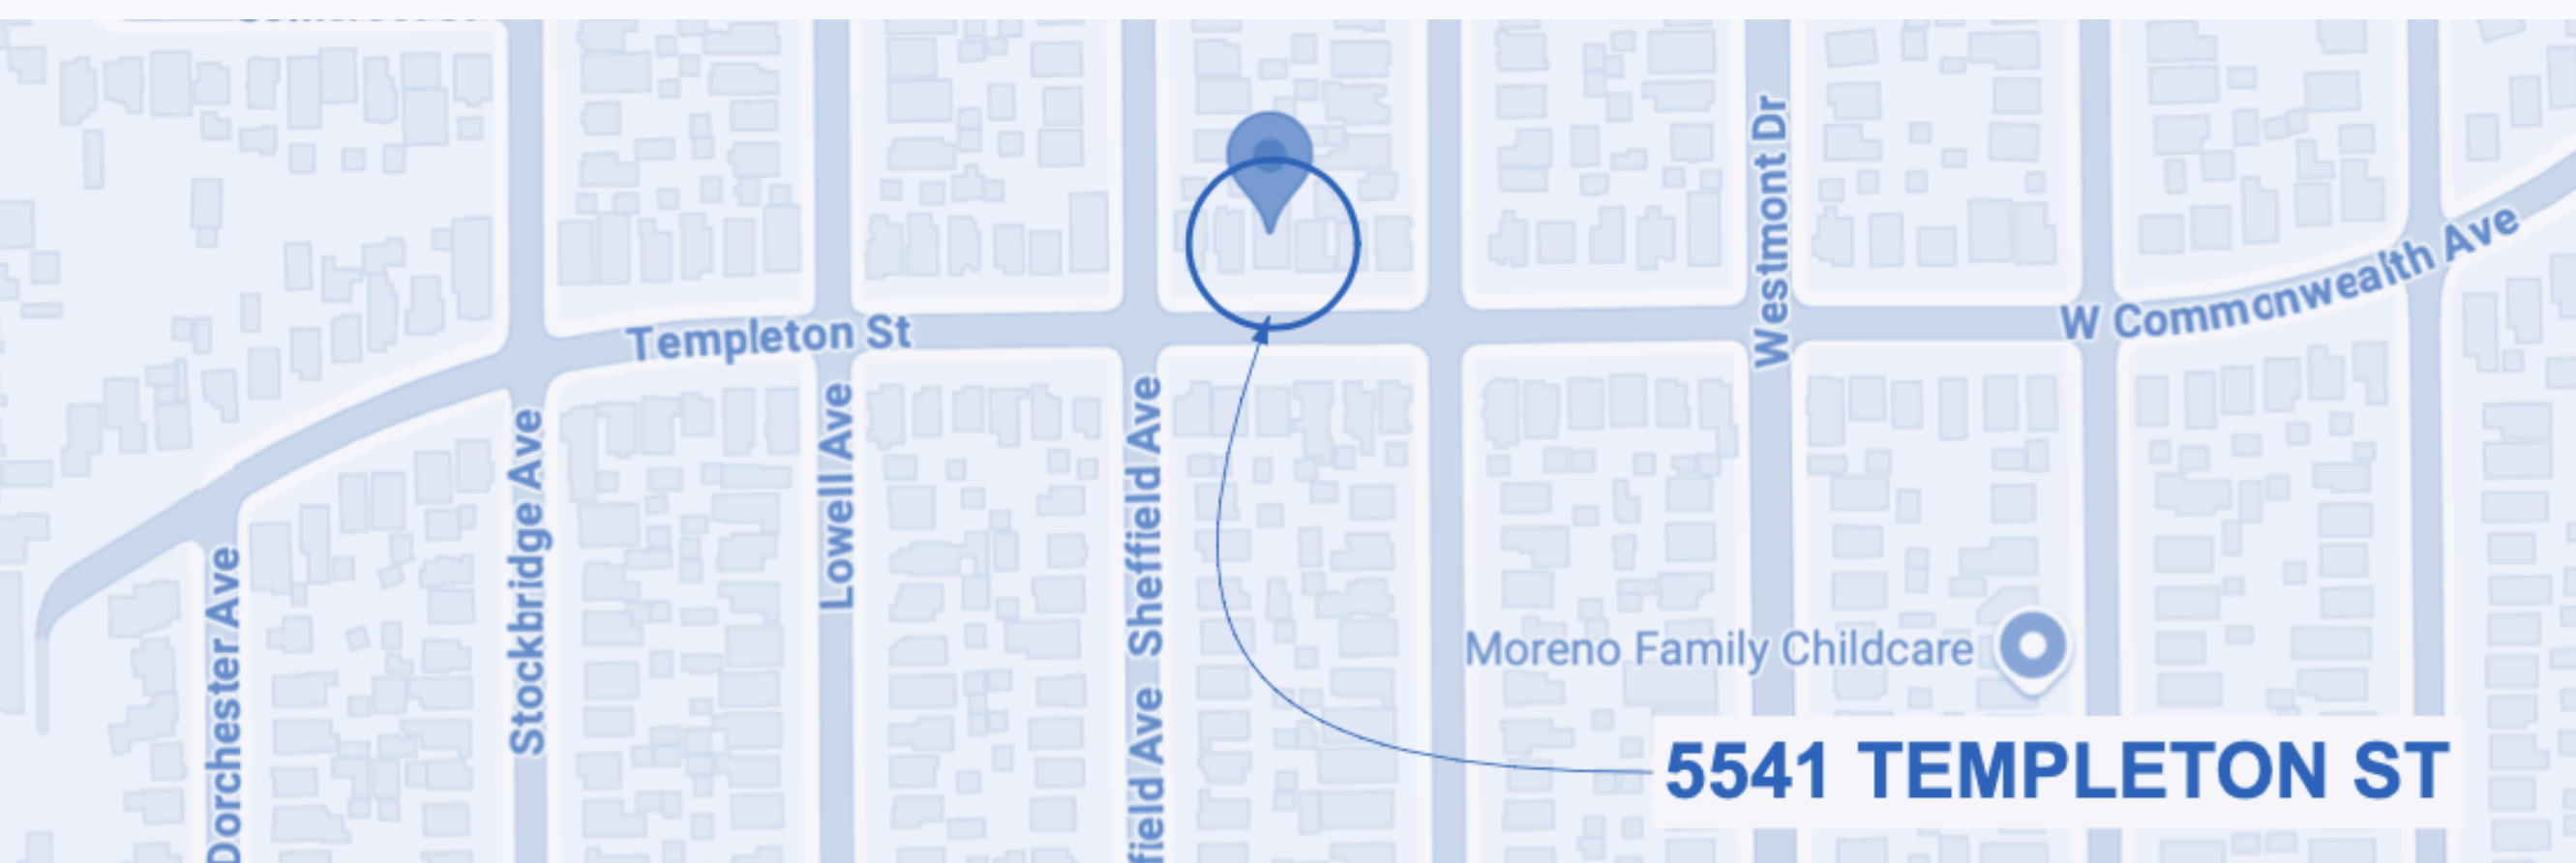 Westmont Dr
W Commonwealth Ave
Templeton St
Lowell Ave
Sheffield Ave
Stockbridge Ave
Dorchester Ave
Moreno Family Childcare
field Ave
5541 TEMPLETON ST